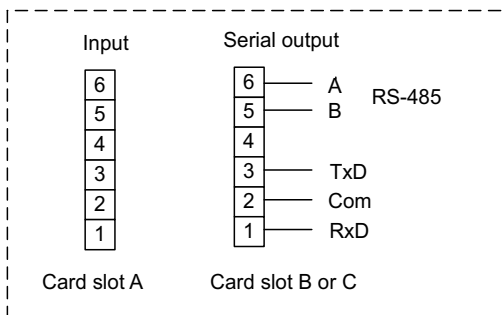 Input Serial output
6 6 A RS-485
5 5 B
4 4
3 3 TxD
2 2 Com
1 1 RxD
Card slot A Card slot B or C